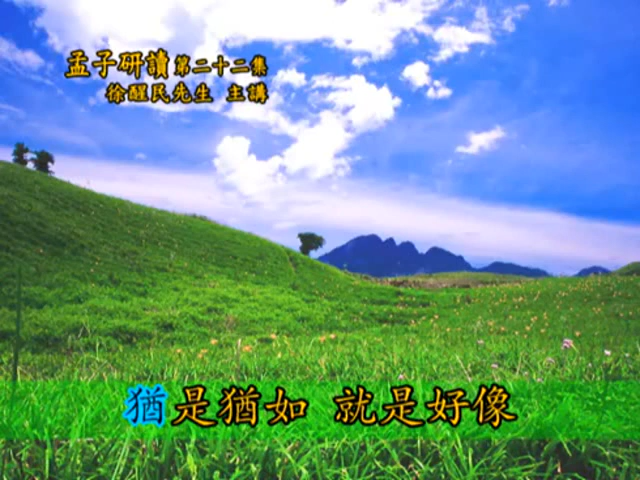 孟子研讀 第二十二集
徐醒民先生 主講
猶是猶如 就是好像